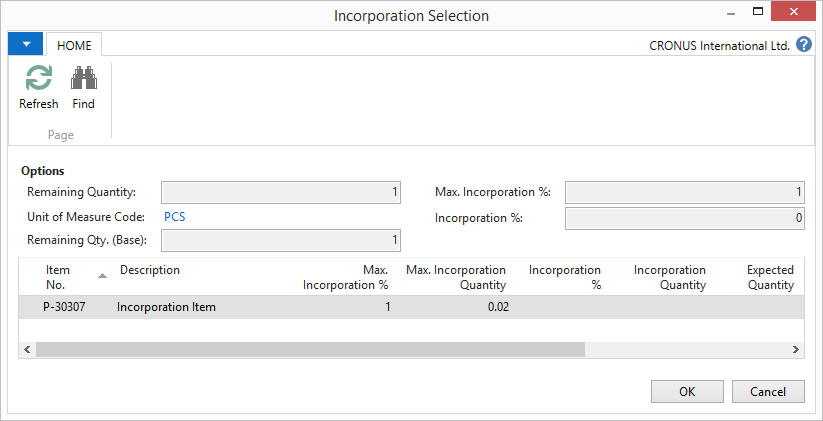 Incorporation Selection
HOME
CRONUS International Ltd.
?
Refresh Find
Page
Options
Remaining Quantity: 1 Max. Incorporation %: 1
Unit of Measure Code: PCS Incorporation %: 0
Remaining Qty. (Base): 1
Item Description Max. Max. Incorporation Incorporation Incorporation Expected
No. Incorporation % Quantity % Quantity Quantity
P-30307 Incorporation Item 1 0.02
OK Cancel